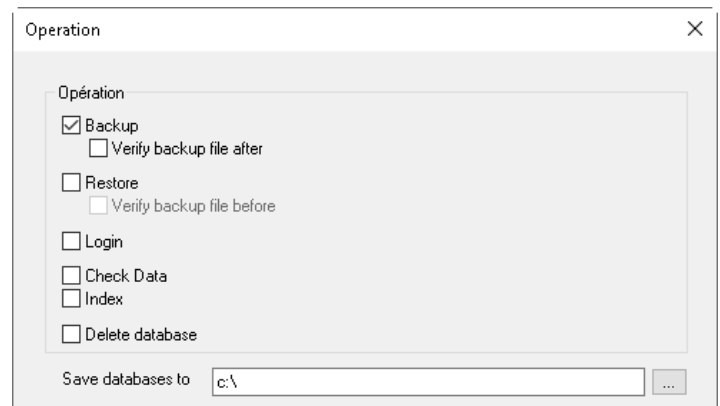 Operation
Opération
Backup
Verify backup file after
Restore
Verify backup file before
Login
Check Data
Index
Delete database
Save databases to c:\ ...